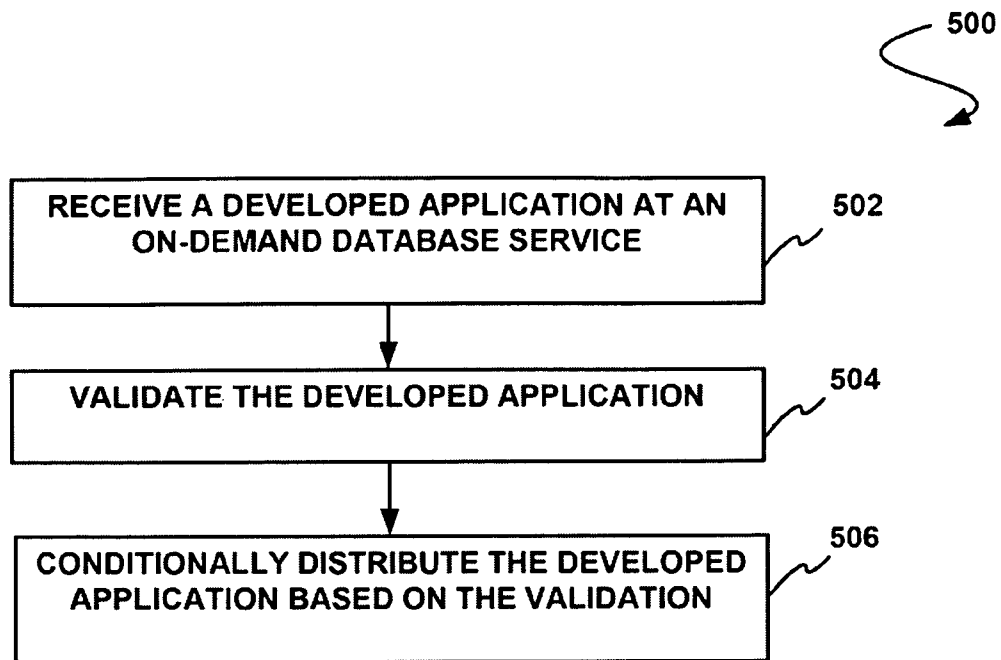 500
RECEIVE A DEVELOPED APPLICATION AT AN
ON-DEMAND DATABASE SERVICE
502
VALIDATE THE DEVELOPED APPLICATION
504
CONDITIONALLY DISTRIBUTE THE DEVELOPED
APPLICATION BASED ON THE VALIDATION
506